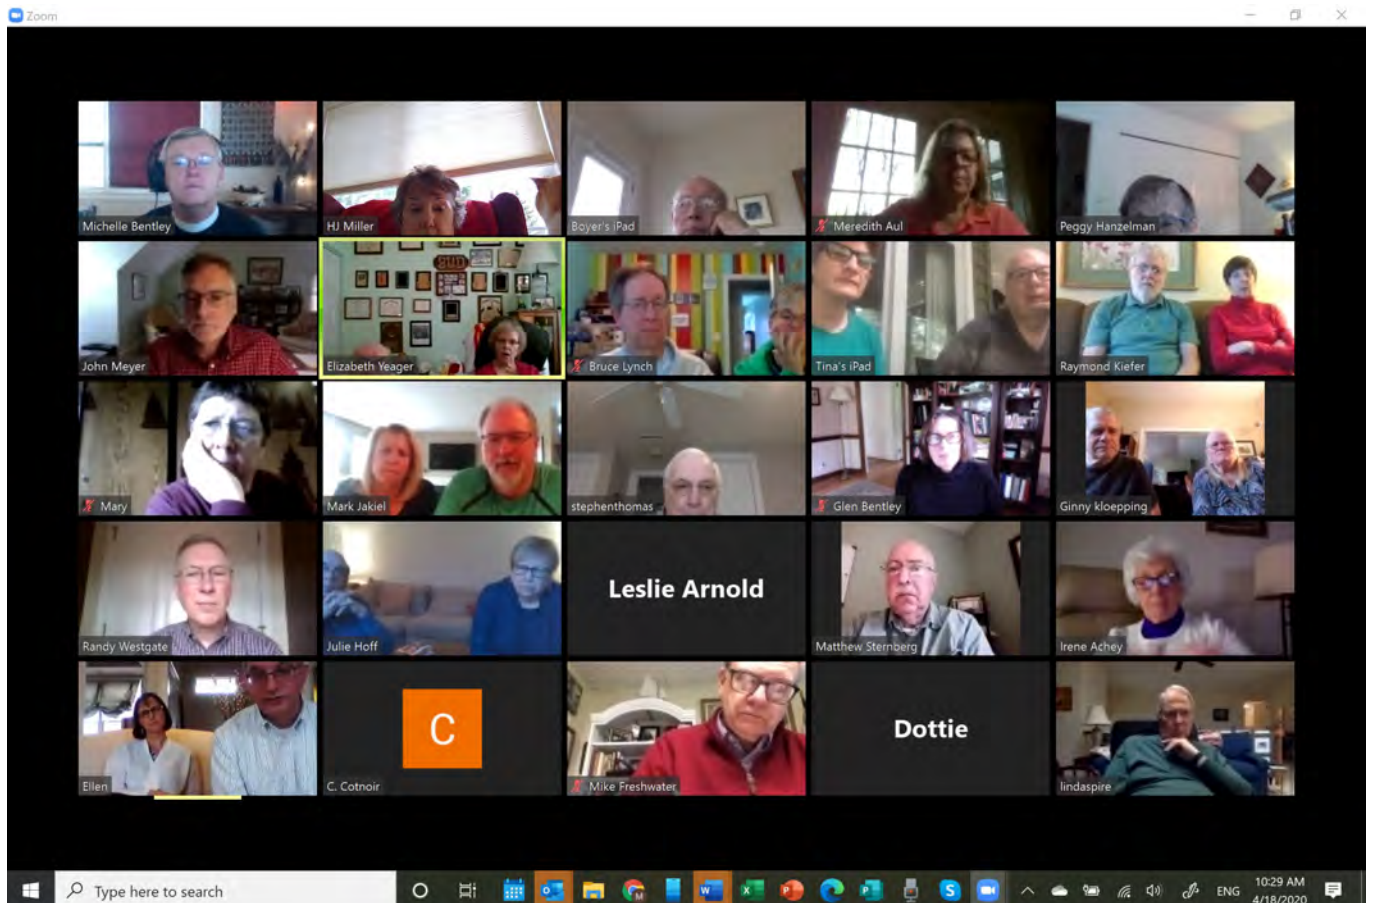 Zoom
Michelle Bentley
HJ Miller
Boyer's iPad
Meredith Aul
Peggy Hanzelman
John Meyer
Elizabeth Yeager
Bruce Lynch
Tina's iPad
Raymond Kiefer
Mary
Mark Jakiel
stephenthomas
Glen Bentley
Ginny kloepping
Randy Westgate
Julie Hoff
Leslie Arnold
Matthew Sternberg
Irene Achey
Ellen
C
C. Cotnoir
Mike Freshwater
Dottie
lindaspire
Type here to search
ENG
10:29 AM
4/18/2020